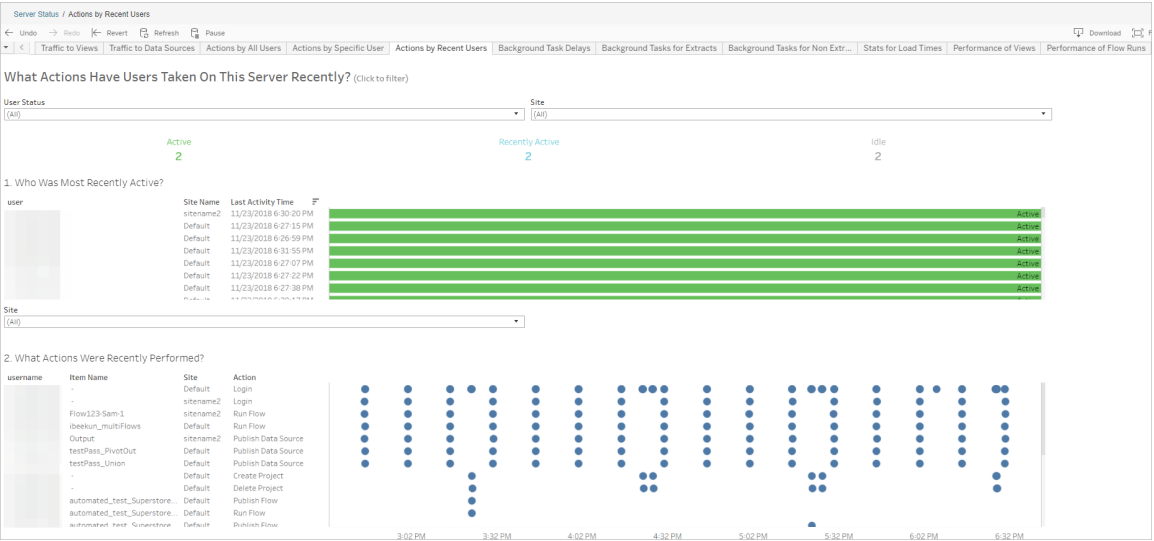 Server Status / Actions by Recent Users
← Undo → Redo Revert Refresh Pause Download
Traffic to Views Traffic to Data Sources Actions by All Users Actions by Specific User Actions by Recent Users Background Task Delays Background Tasks for Extracts Background Tasks for Non Extr... Stats for Load Times Performance of Views Performance of Flow Runs
What Actions Have Users Taken On This Server Recently? (Click to filter)
User Status Site
(All) (All)
Active Recently Active Idle
2 2 2
1. Who Was Most Recently Active?
user Site Name Last Activity Time
sitename2 11/23/2018 6:30:20 PM Active
Default 11/23/2018 6:27:15 PM Active
Default 11/23/2018 6:26:59 PM Active
Default 11/23/2018 6:31:55 PM Active
Default 11/23/2018 6:27:07 PM Active
Default 11/23/2018 6:27:22 PM Active
Default 11/23/2018 6:27:38 PM Active
Site
(All)
2. What Actions Were Recently Performed?
username Item Name Site Action
- Default Login
- sitename2 Login
Flow123-Sam-1 sitename2 Run Flow
ibeekun_multiFlows Default Run Flow
Output sitename2 Publish Data Source
testPass_PivotOut Default Publish Data Source
testPass_Union Default Publish Data Source
- Default Create Project
- Default Delete Project
automated_test_Superstore... Default Publish Flow
automated_test_Superstore... Default Run Flow
automated_test_Superstore... Default Publish Flow
3:02 PM 3:32 PM 4:02 PM 4:32 PM 5:02 PM 5:32 PM 6:02 PM 6:32 PM